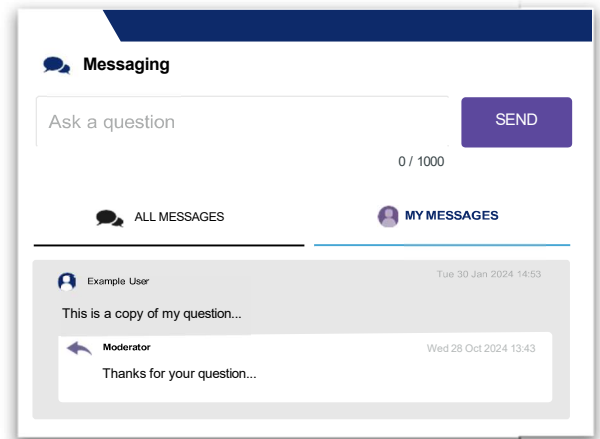 Messaging
Ask a question
SEND
0 / 1000
ALL MESSAGES
MY MESSAGES
Example User
Tue 30 Jan 2024 14:53
This is a copy of my question...
Moderator
Wed 28 Oct 2024 13:43
Thanks for your question...